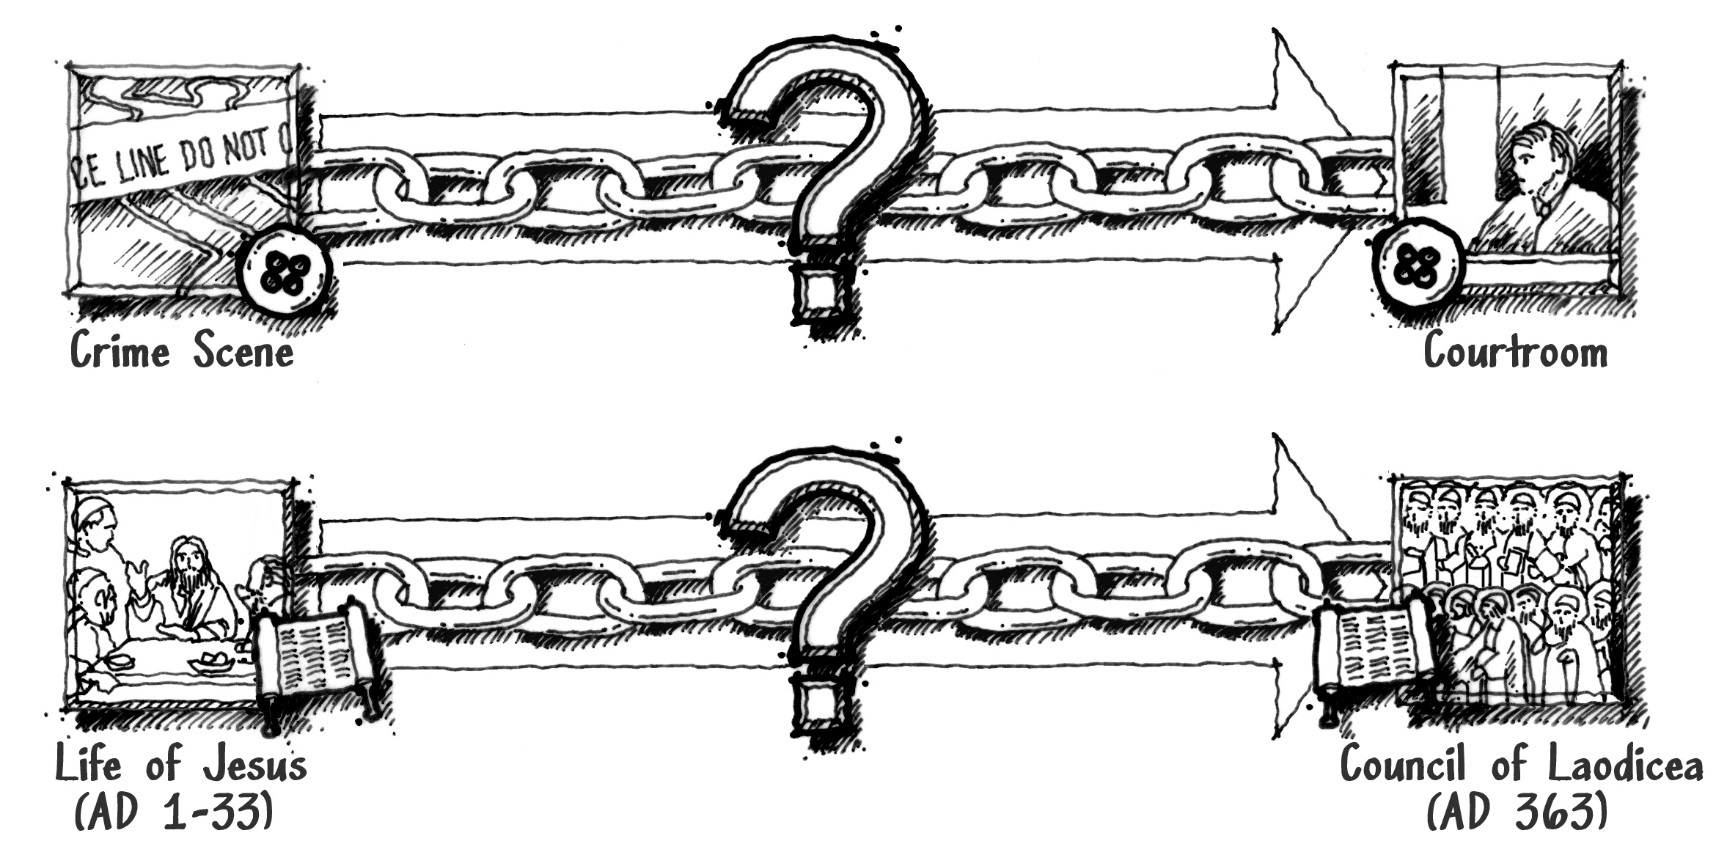 CE LINE DO NOT C
Crime Scene
Courtroom
Life of Jesus
(AD 1-33)
Council of Laodicea
(AD 363)